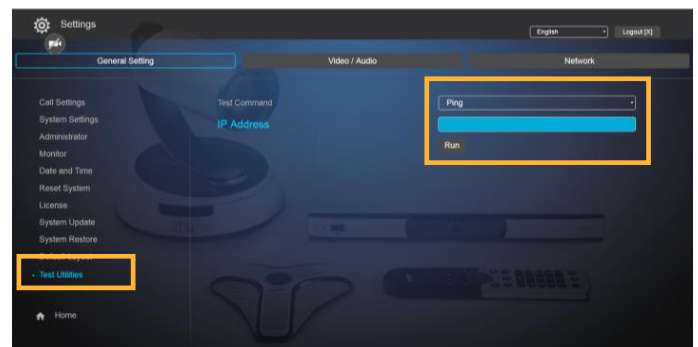 Settings
English
Logout [X]
General Setting
Video / Audio
Network
Call Settings
Test Command
Ping
System Settings
IP Address
Administrator
Run
Monitor
Date and Time
Reset System
License
System Update
System Restore
Test Utilities
Home